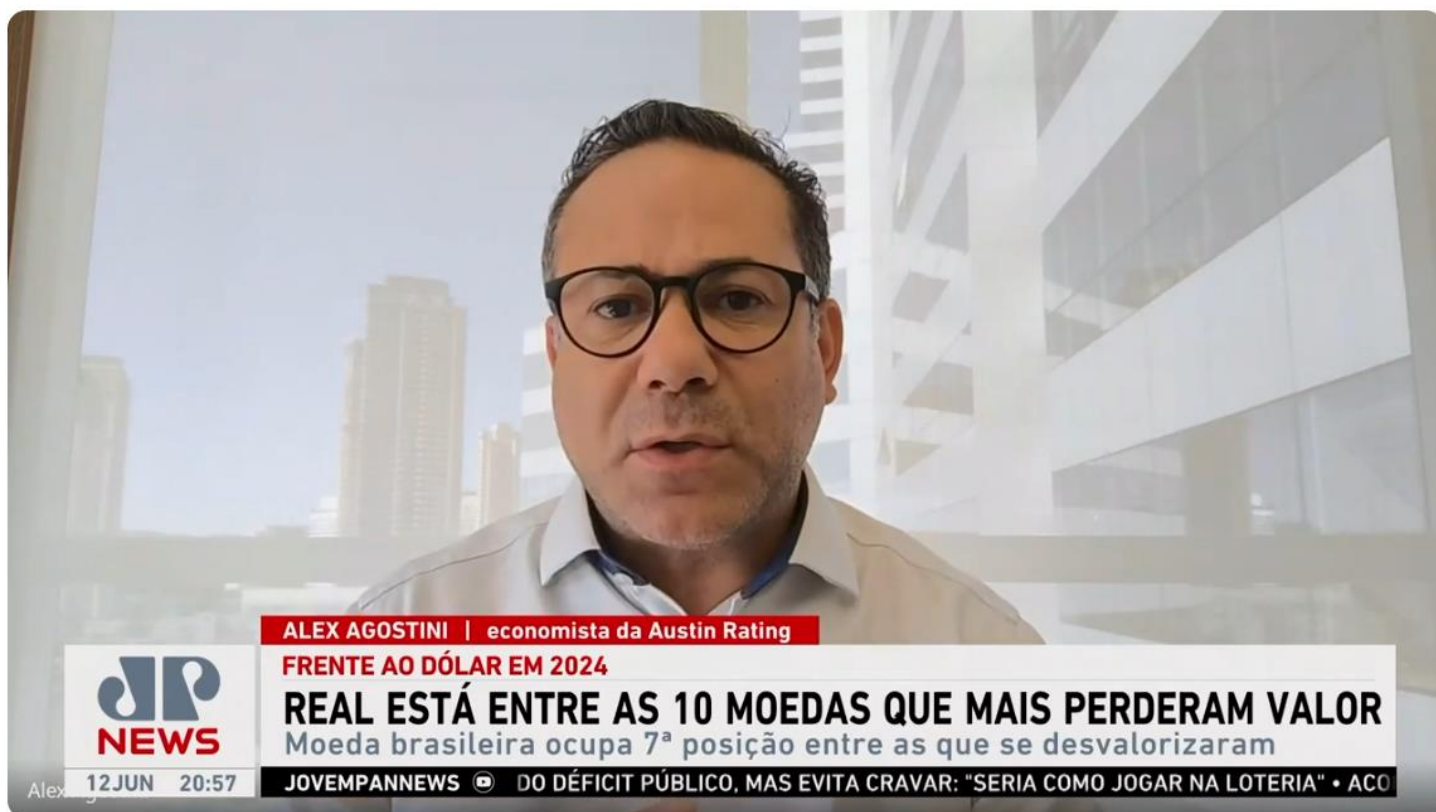 ALEX AGOSTINI | economista da Austin Rating
FRENTE AO DÓLAR EM 2024
REAL ESTÁ ENTRE AS 10 MOEDAS QUE MAIS PERDERAM VALOR
Moeda brasileira ocupa 7ª posição entre as que se desvalorizaram
JP
NEWS
12JUN 20:57
JOVEMPANNEWS DO DÉFICIT PÚBLICO, MAS EVITA CRAVAR: "SERIA COMO JOGAR NA LOTERIA" • ACO
Alex